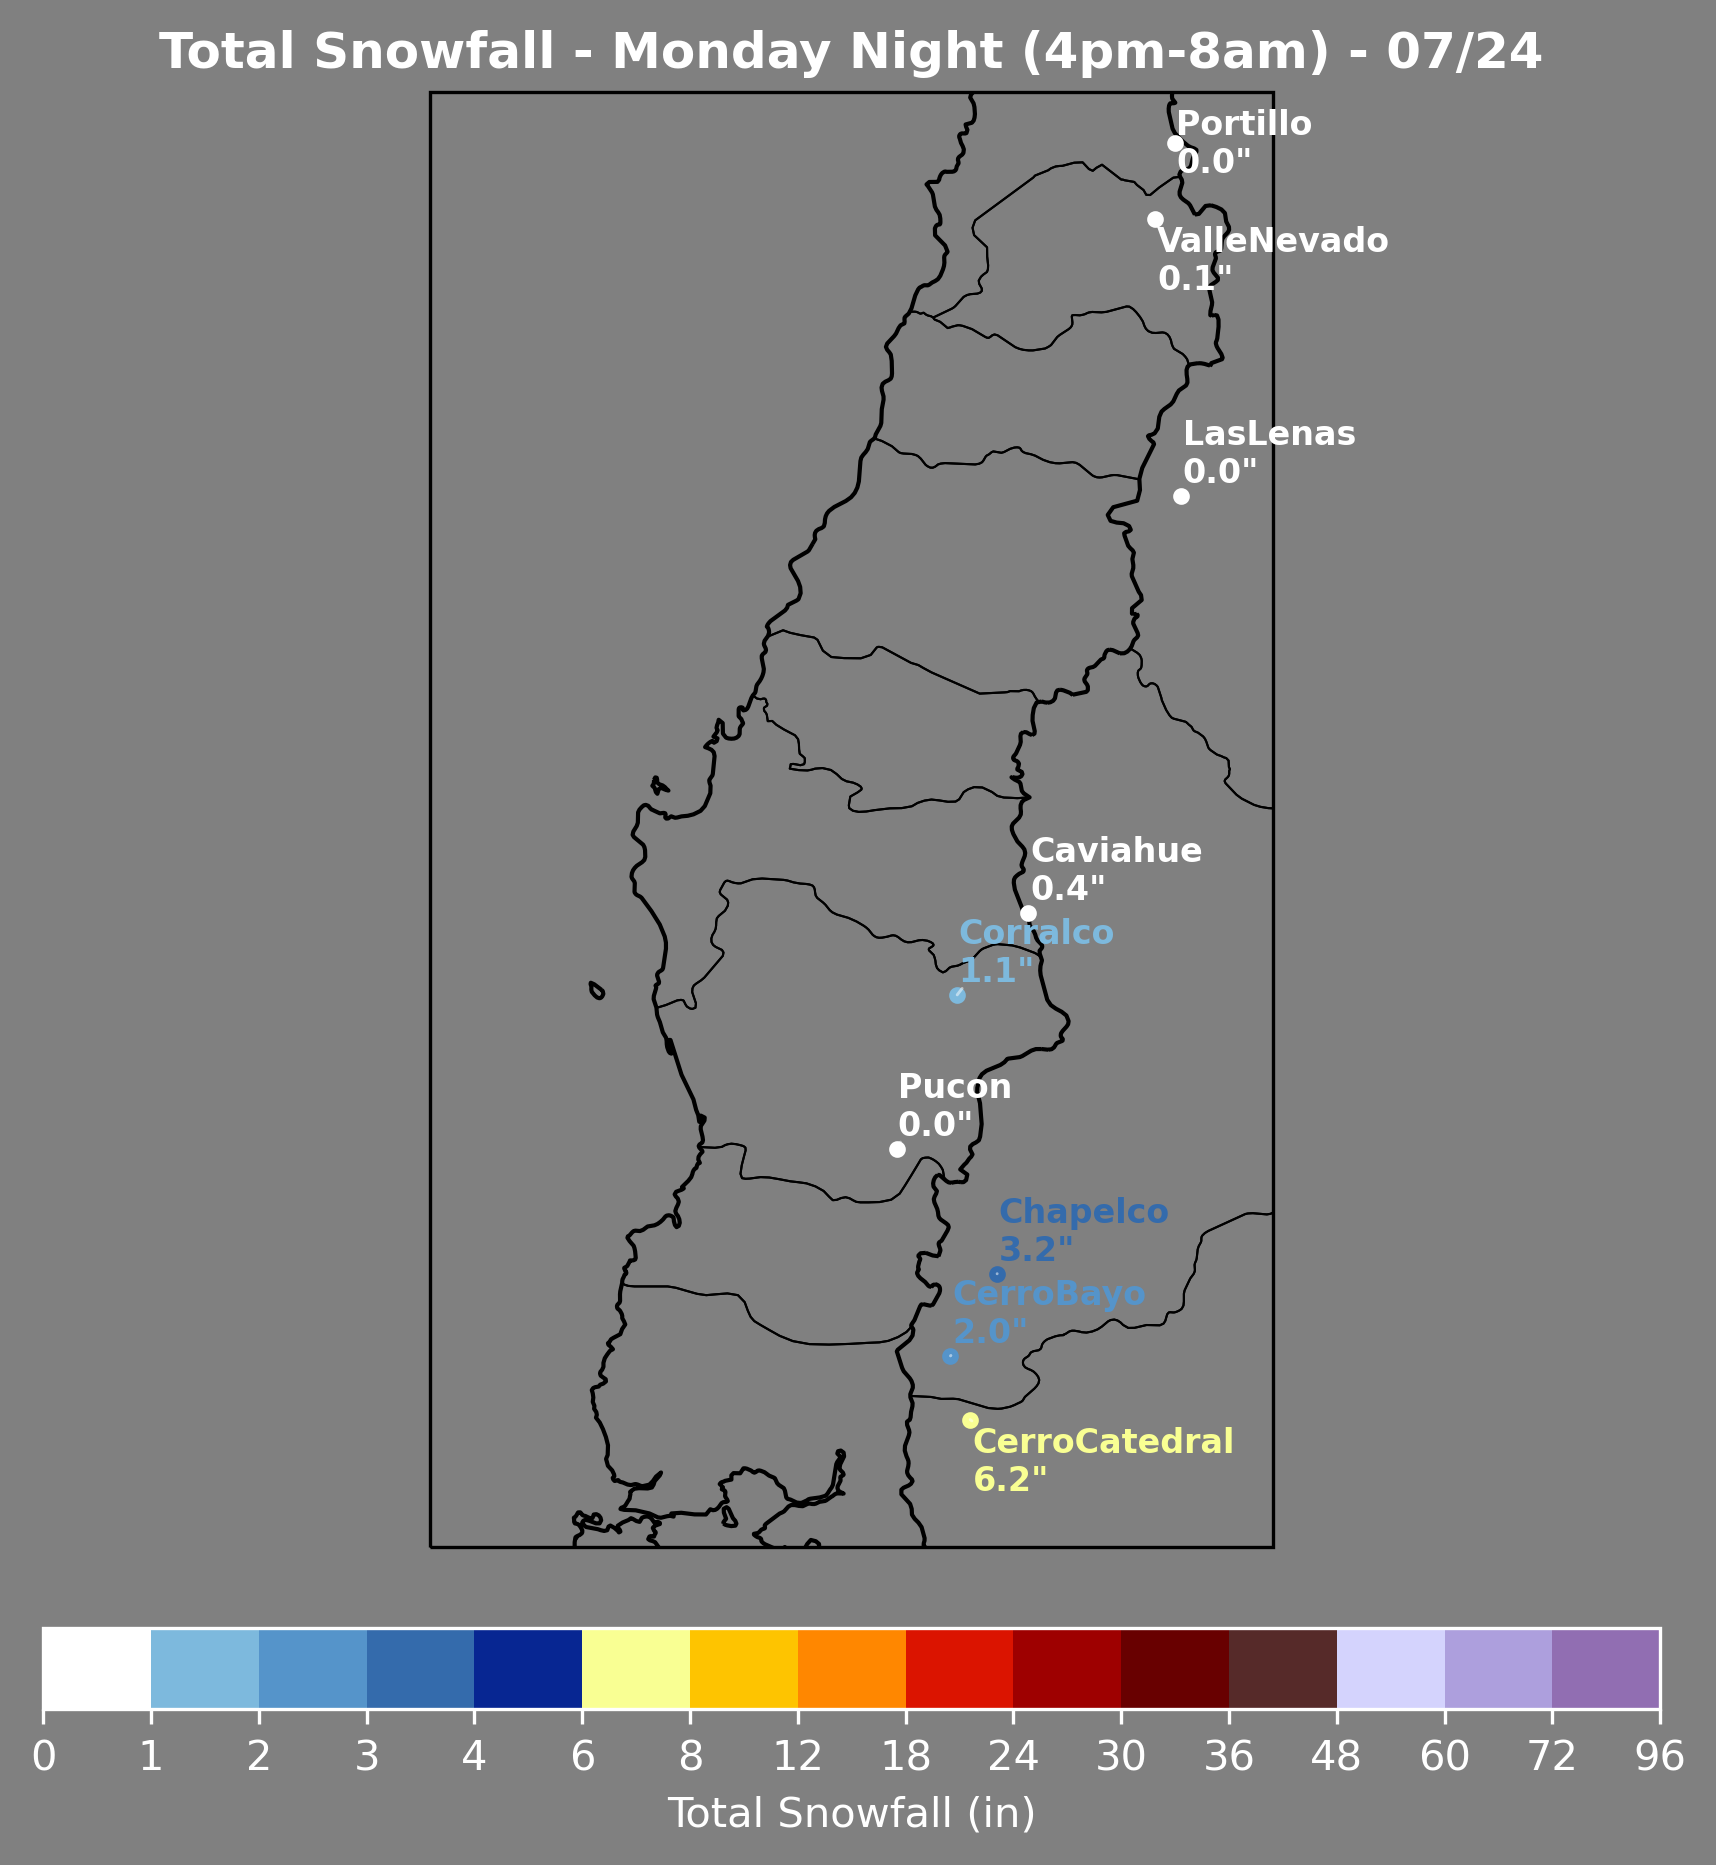 Total Snowfall - Monday Night (4pm-8am) - 07/24
Portillo
0.0"
ValleNevado
0.1"
LasLenas
0.0"
Caviahue
0.4"
Corralco
1.1"
Pucon
0.0"
Chapelco
3.2"
CerroBayo
2.0"
CerroCatedral
6.2"
0 1 2 3 4 6 8 12 18 24 30 36 48 60 72 96
Total Snowfall (in)